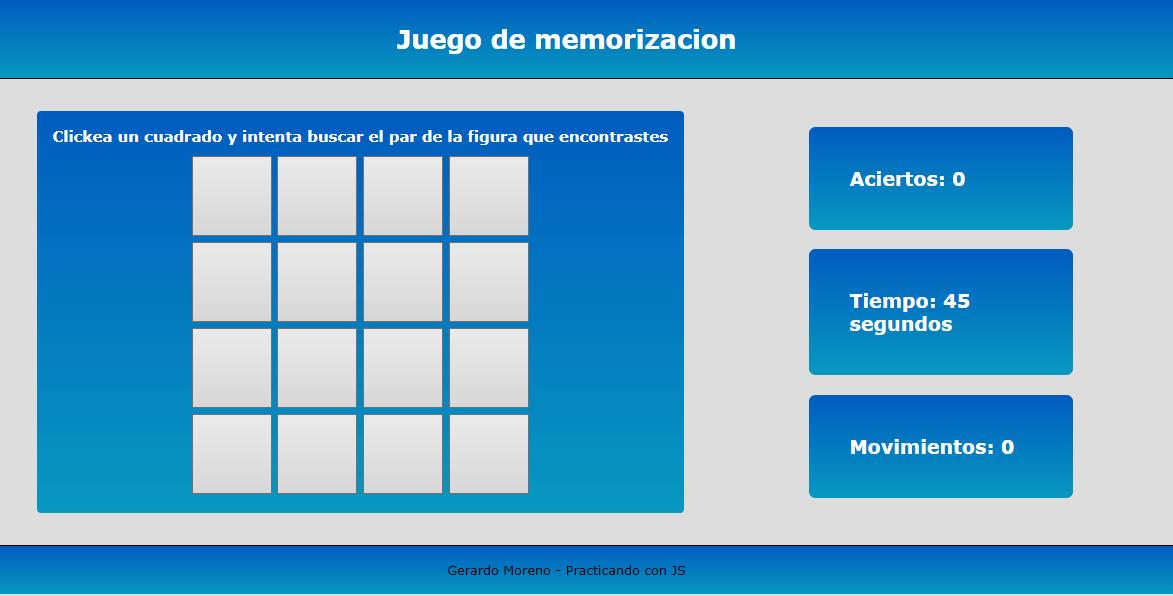 Juego de memorizacion
Clickea un cuadrado y intenta buscar el par de la figura que encontrastes
Aciertos: 0
Tiempo: 45
segundos
Movimientos: 0
Gerardo Moreno - Practicando con JS